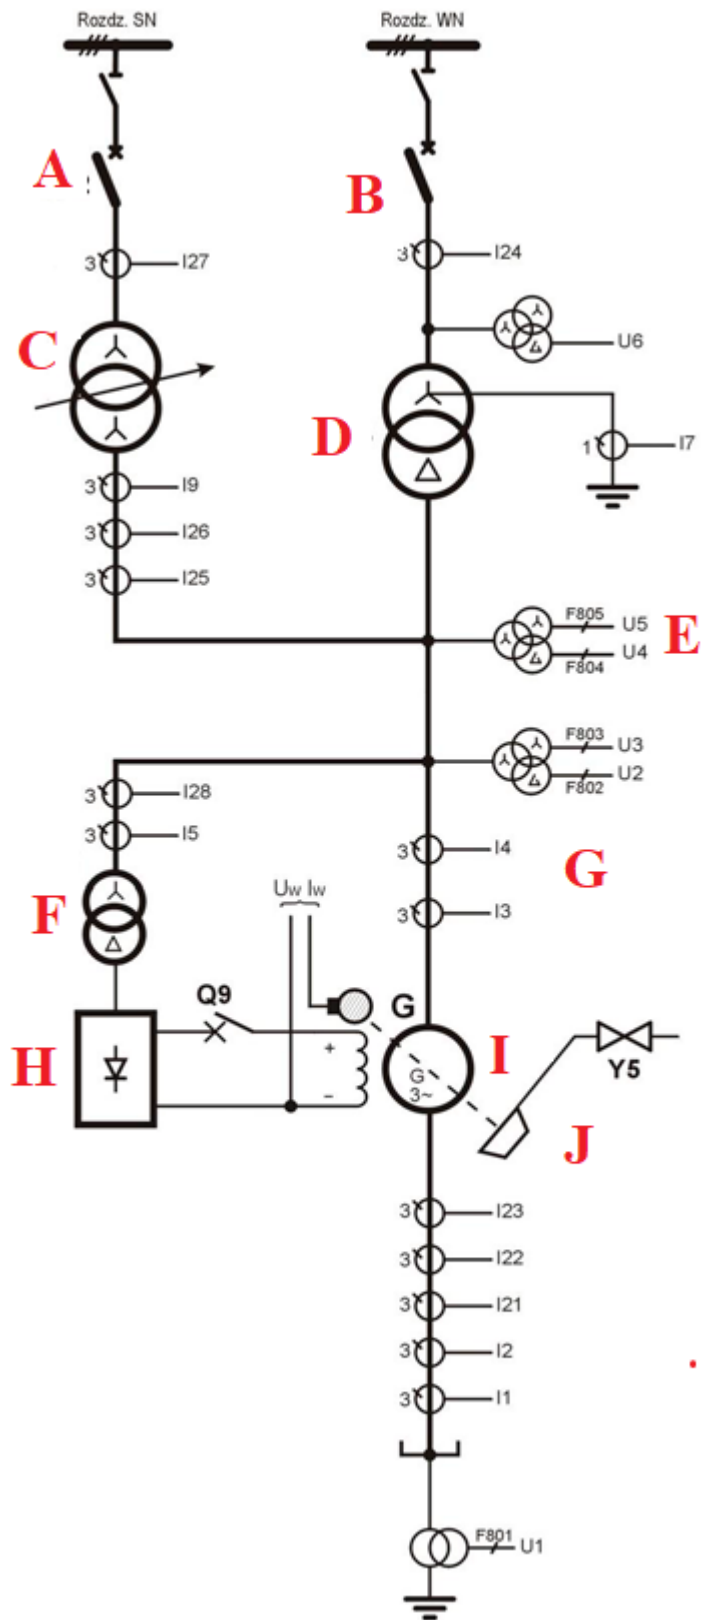 Rozdz. SN
Rozdz. WN
A
B
3 I27
3 I24
U6
C
D
1 I7
3 I9
3 I26
3 I25
F805 U5
E
U4
F804
F803 U3
U2
F802
3 I28
3 I5
3 I4
G
F
Uw Iw
3 I3
Q9
G
H
+
-
G
3~
I
Y5
J
3 I23
3 I22
3 I21
3 I2
3 I1
F801 U1